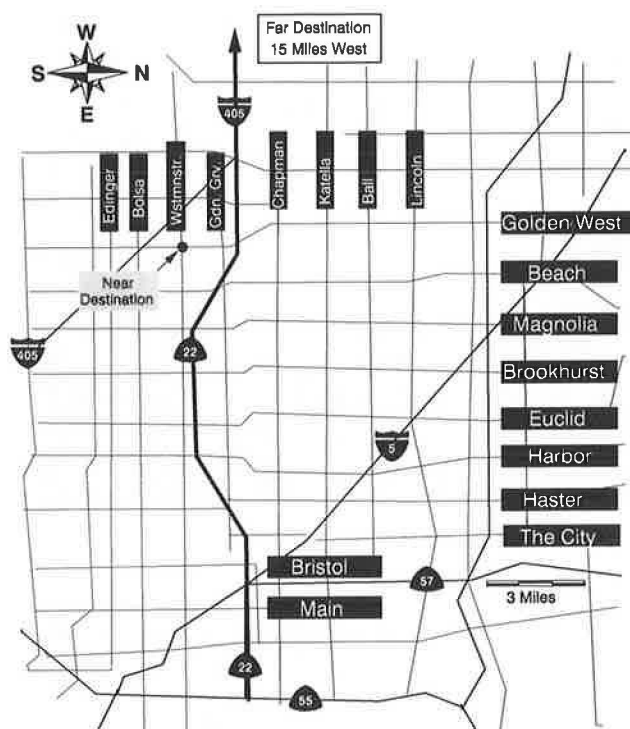 W
S N
E
Far Destination
15 Miles West
405
Edinger
Bolsa
Wstmnstr.
Gdn. Grv.
Chapman
Katella
Ball
Lincoln
Golden West
Near
Destination
Beach
Magnolia
405
22
Brookhurst
Euclid
5
Harbor
Haster
The City
Bristol
57
3 Miles
Main
22
55